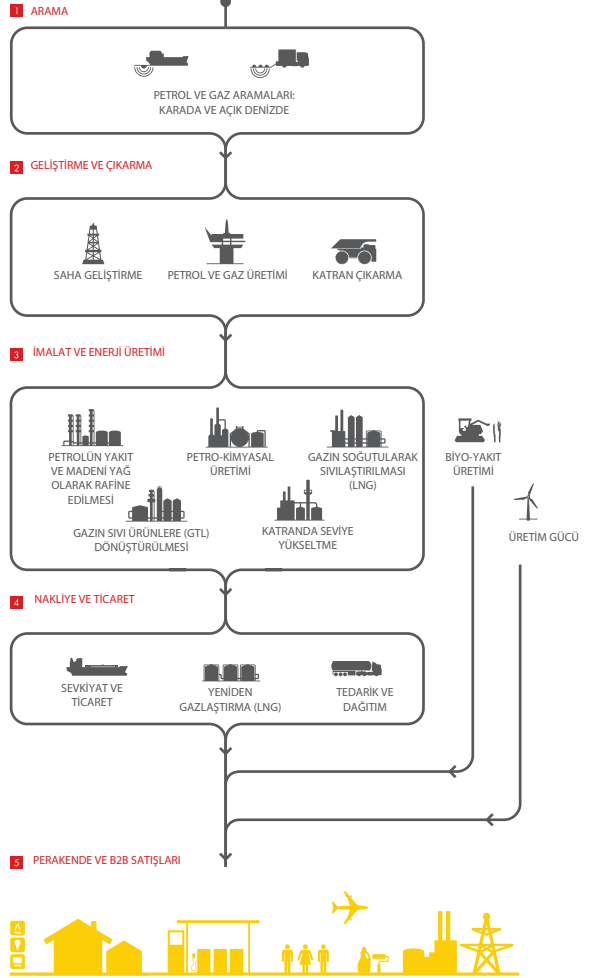 1 ARAMA
PETROL VE GAZ ARAMALARI:
KARADA VE AÇIK DENİZDE
2 GELİŞTİRME VE ÇIKARMA
SAHA GELİŞTİRME
PETROL VE GAZ ÜRETİMİ
KATRAN ÇIKARMA
3 İMALAT VE ENERJİ ÜRETİMİ
PETROLÜN YAKIT
VE MADENİ YAĞ
OLARAK RAFİNE
EDİLMESİ
PETRO-KİMYASAL
ÜRETİMİ
GAZIN SOĞUTULARAK
SIVILAŞTIRILMASI
(LNG)
BİYO-YAKIT
ÜRETİMİ
GAZIN SIVI ÜRÜNLERE (GTL)
DÖNÜŞTÜRÜLMESİ
KATRANDA SEVİYE
YÜKSELTME
ÜRETİM GÜCÜ
4 NAKLİYE VE TİCARET
SEVKİYAT VE
TİCARET
YENİDEN
GAZLAŞTIRMA (LNG)
TEDARİK VE
DAĞITIM
5 PERAKENDE VE B2B SATIŞLARI